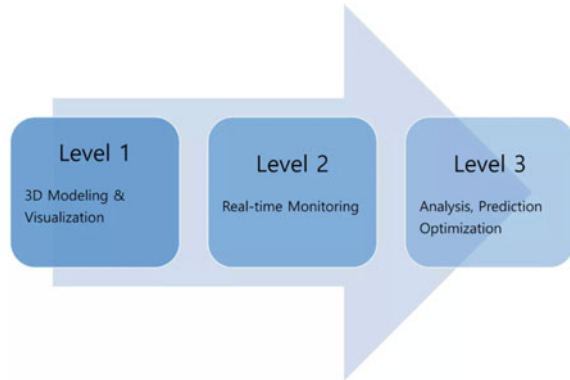 Level 1
3D Modeling &
Visualization
Level 2
Real-time Monitoring
Level 3
Analysis, Prediction
Optimization